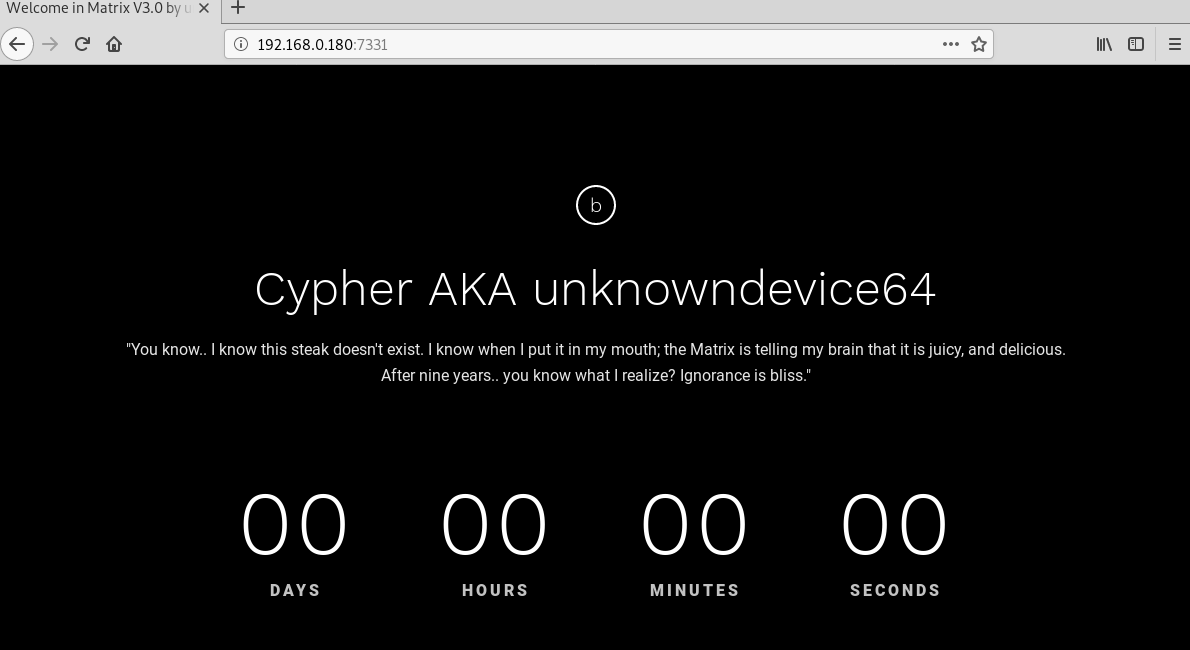 Welcome in Matrix V3.0 by u
192.168.0.180:7331
b
Cypher AKA unknowndevice64
"You know.. I know this steak doesn't exist. I know when I put it in my mouth; the Matrix is telling my brain that it is juicy, and delicious.
After nine years.. you know what I realize? Ignorance is bliss."
00 00 00 00
DAYS HOURS MINUTES SECONDS